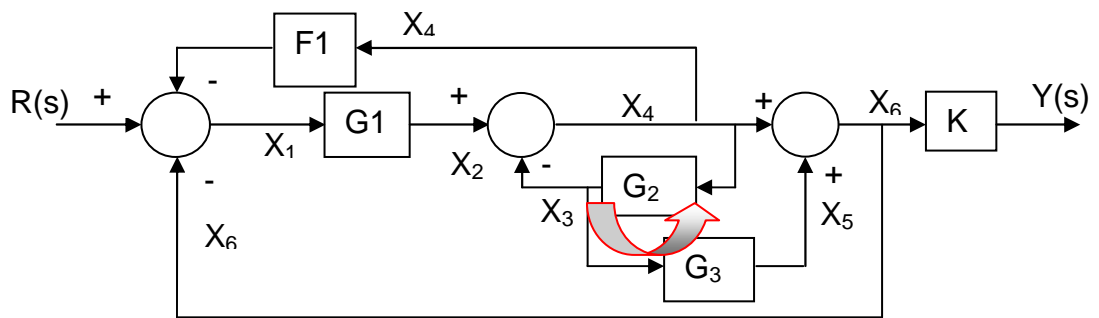 X₄
F1
R(s) + - + X₄ + X₆ Y(s)
G1 K
X₁ X₂ - G₂ +
X₃ X₅
- X₆
G₃